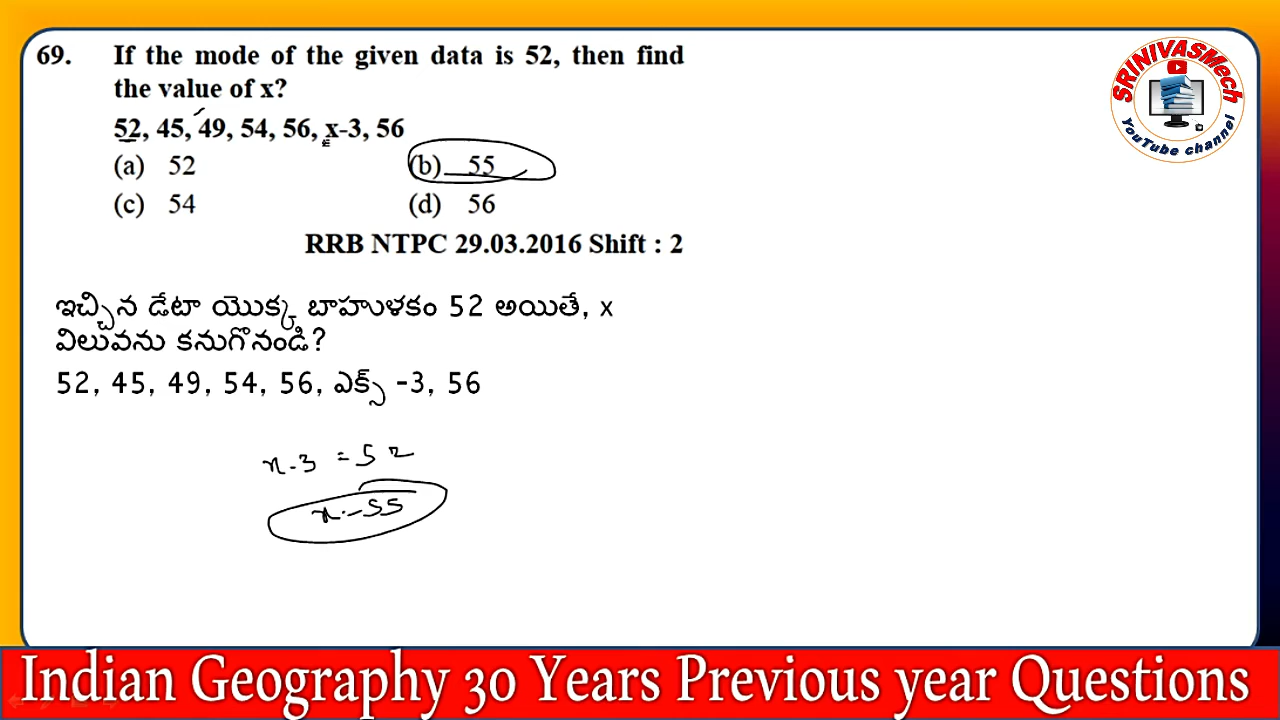 69. If the mode of the given data is 52, then find
the value of x?
52, 45, 49, 54, 56, x-3, 56
(a) 52 (b) 55
(c) 54 (d) 56
RRB NTPC 29.03.2016 Shift : 2
ఇచ్చిన డేటా యొక్క బాహుళకం 52 అయితే, x
విలువను కనుగొనండి?
52, 45, 49, 54, 56, ఎక్స్ -3, 56
x-3 = 52
x=55
SRINIVASMech
YouTube channel
Indian Geography 30 Years Previous year Questions